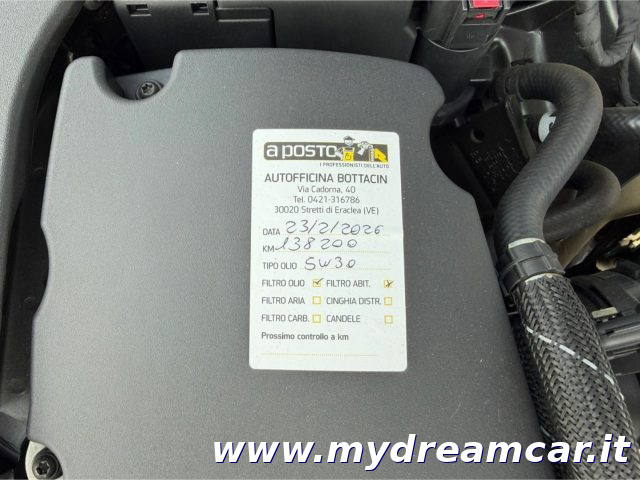 a posto
I PROFESSIONISTI DELL'AUTO
AUTOFFICINA BOTTACIN
Via Cadorna, 40
Tel. 0421-316786
30020 Stretti di Eraclea (VE)
DATA 23/2/2026
KM 138200
TIPO OLIO 5W30
FILTRO OLIO FILTRO ABIT.
FILTRO ARIA CINGHIA DISTR.
FILTRO CARB. CANDELE
Prossimo controllo a km
www.mydreamcar.it